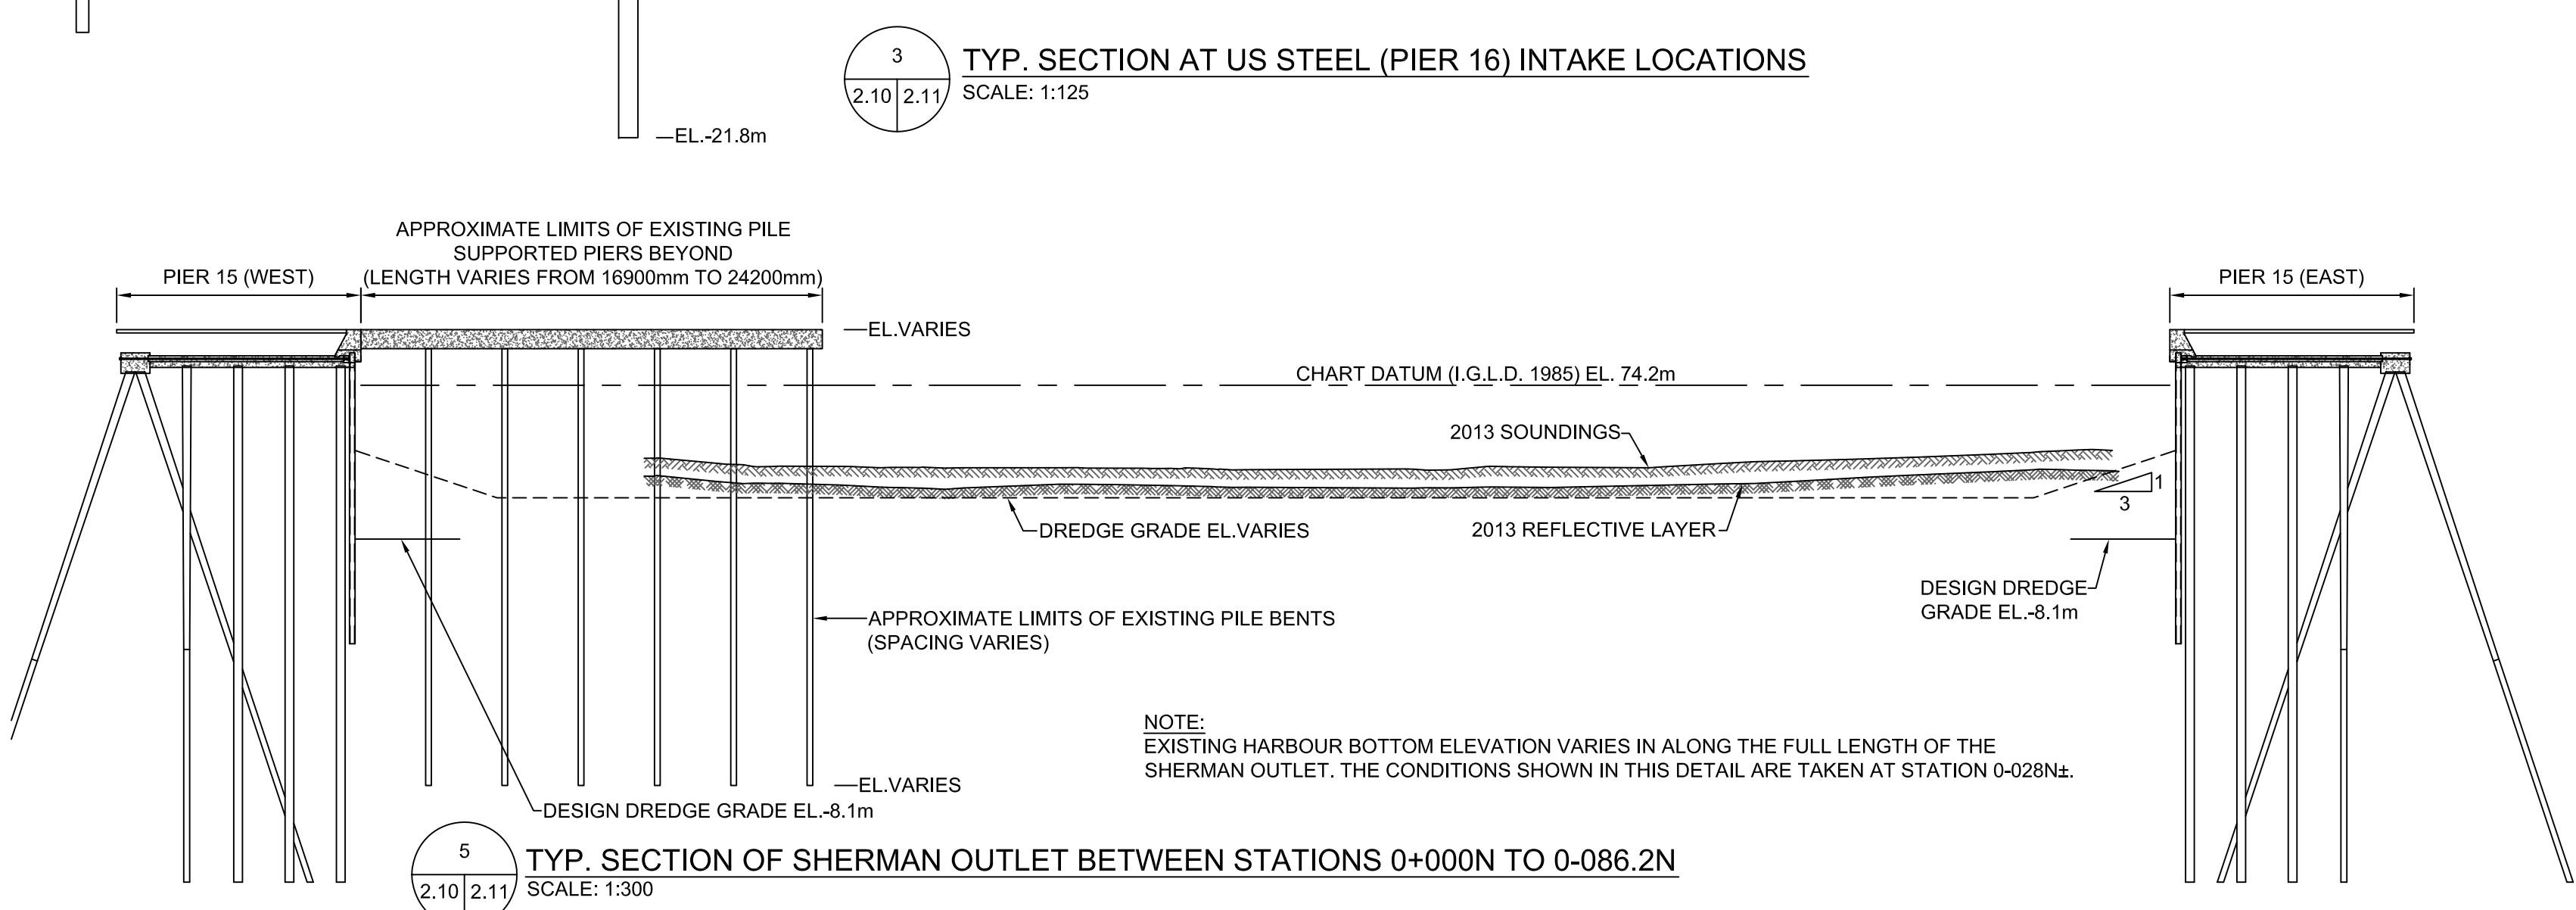 3
2.10 2.11
TYP. SECTION AT US STEEL (PIER 16) INTAKE LOCATIONS
SCALE: 1:125
EL.-21.8m
APPROXIMATE LIMITS OF EXISTING PILE
SUPPORTED PIERS BEYOND
(LENGTH VARIES FROM 16900mm TO 24200mm)
PIER 15 (WEST)
PIER 15 (EAST)
EL.VARIES
CHART DATUM (I.G.L.D. 1985) EL. 74.2m
2013 SOUNDINGS
1
3
DREDGE GRADE EL.VARIES
2013 REFLECTIVE LAYER
DESIGN DREDGE
GRADE EL.-8.1m
APPROXIMATE LIMITS OF EXISTING PILE BENTS
(SPACING VARIES)
NOTE:
EXISTING HARBOUR BOTTOM ELEVATION VARIES IN ALONG THE FULL LENGTH OF THE
SHERMAN OUTLET. THE CONDITIONS SHOWN IN THIS DETAIL ARE TAKEN AT STATION 0-028N±.
EL.VARIES
DESIGN DREDGE GRADE EL.-8.1m
5
2.10 2.11
TYP. SECTION OF SHERMAN OUTLET BETWEEN STATIONS 0+000N TO 0-086.2N
SCALE: 1:300